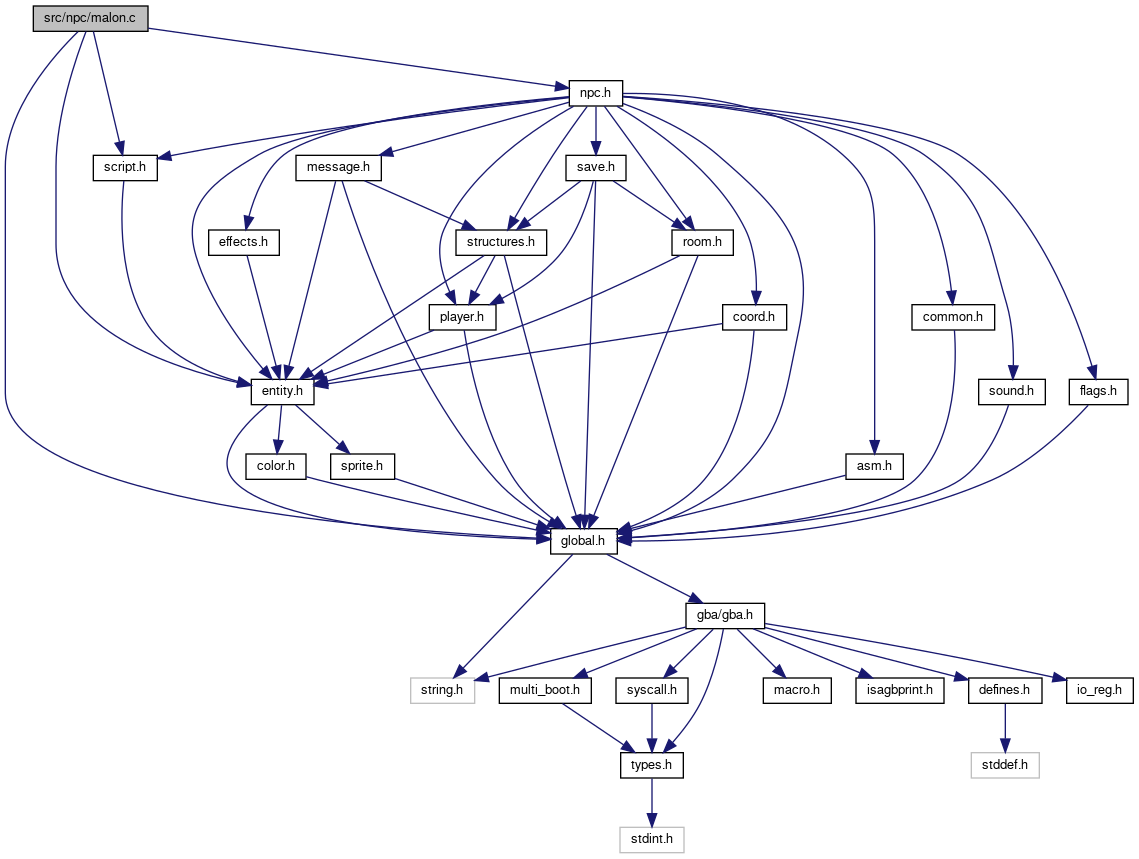 src/npc/malon.c
npc.h
script.h
message.h
save.h
effects.h
structures.h
room.h
player.h
coord.h
common.h
entity.h
sound.h
flags.h
color.h
sprite.h
asm.h
global.h
gba/gba.h
string.h
multi_boot.h
syscall.h
macro.h
isagbprint.h
defines.h
io_reg.h
types.h
stddef.h
stdint.h